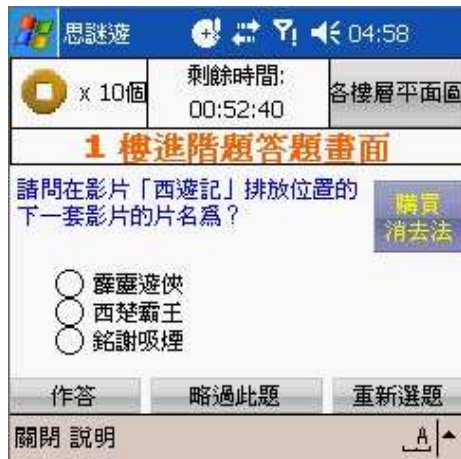 思謎遊 04:58
x 10個
剩餘時間:
00:52:40
各樓層平面圖
1 樓進階題答題畫面
請問在影片「西遊記」排放位置的
下一套影片的片名為？
購買
消去法
霹靂遊俠
西楚霸王
銘謝吸煙
作答 略過此題 重新選題
關閉 說明 A